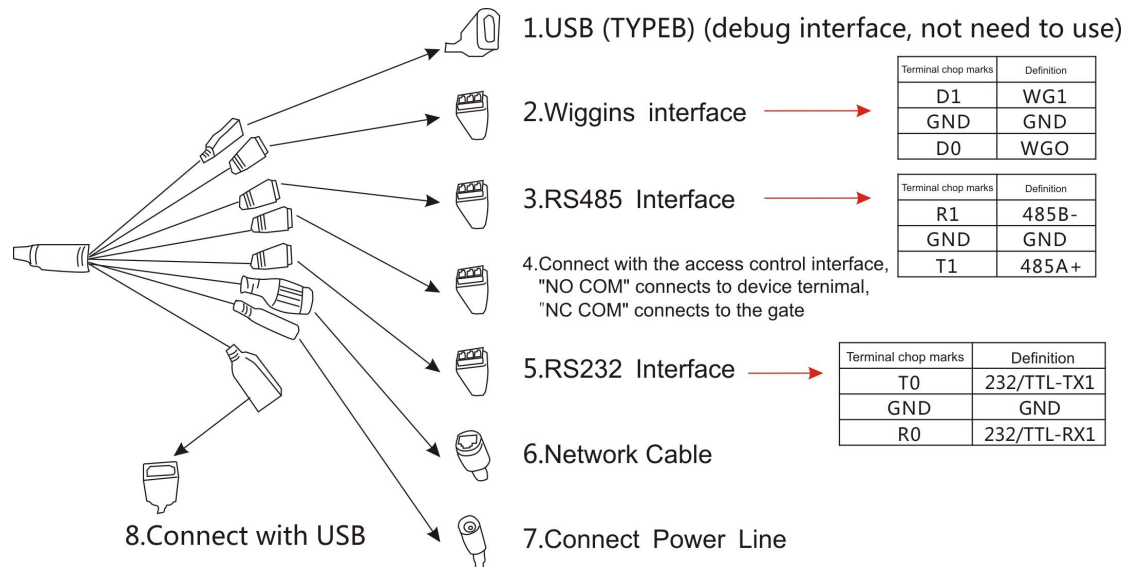 1.USB (TYPEB) (debug interface, not need to use)
Terminal chop marks Definition
D1 WG1
GND GND
D0 WGO
2.Wiggins interface
3.RS485 Interface
Terminal chop marks Definition
R1 485B-
GND GND
T1 485A+
4.Connect with the access control interface,
"NO COM" connects to device ternimal,
"NC COM" connects to the gate
5.RS232 Interface
Terminal chop marks Definition
T0 232/TTL-TX1
GND GND
R0 232/TTL-RX1
6.Network Cable
7.Connect Power Line
8.Connect with USB